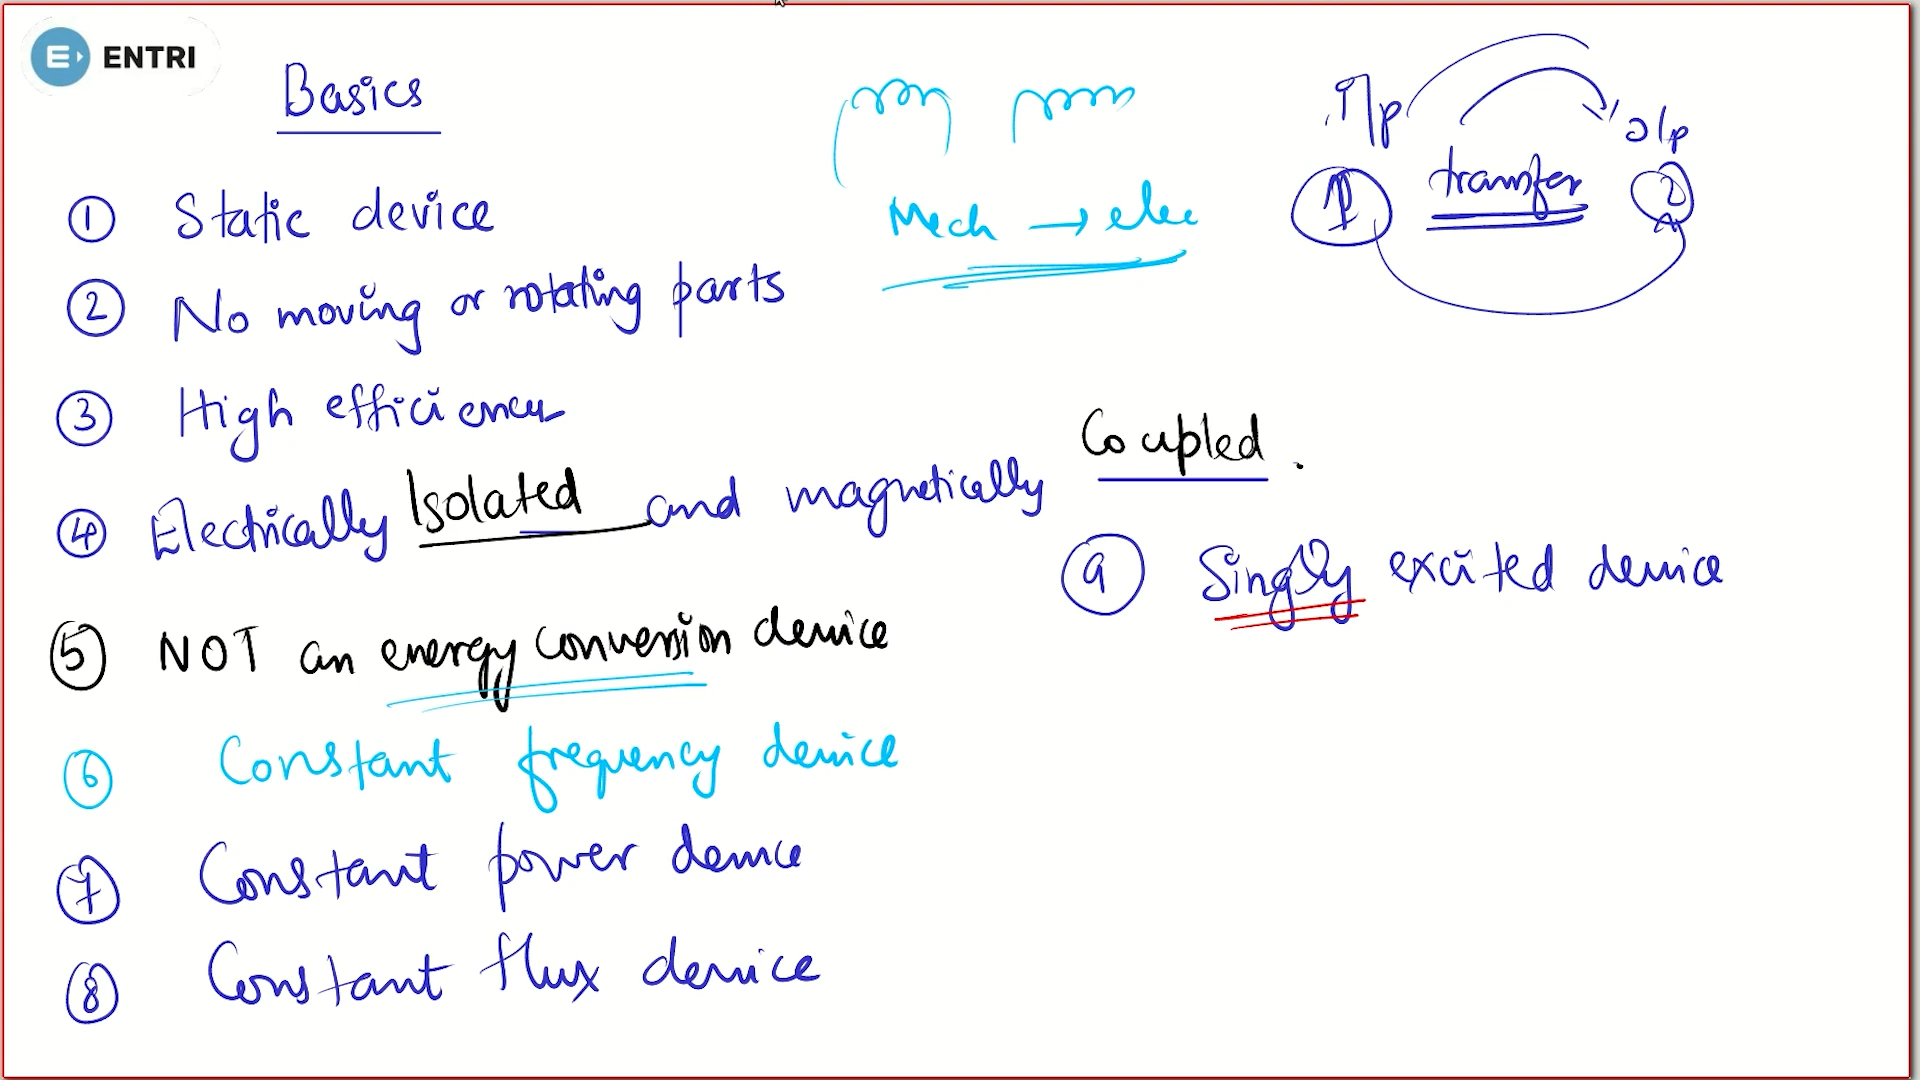 E ENTRI
Basics
I/p
o/p
transfer
1
2
Mech → elec
① Static device
② No moving or rotating parts
③ High efficiency
④ Electrically Isolated and magnetically Coupled.
⑤ NOT an energy conversion device
⑥ Constant frequency device
⑦ Constant power device
⑧ Constant flux device
⑨ Singly excited device